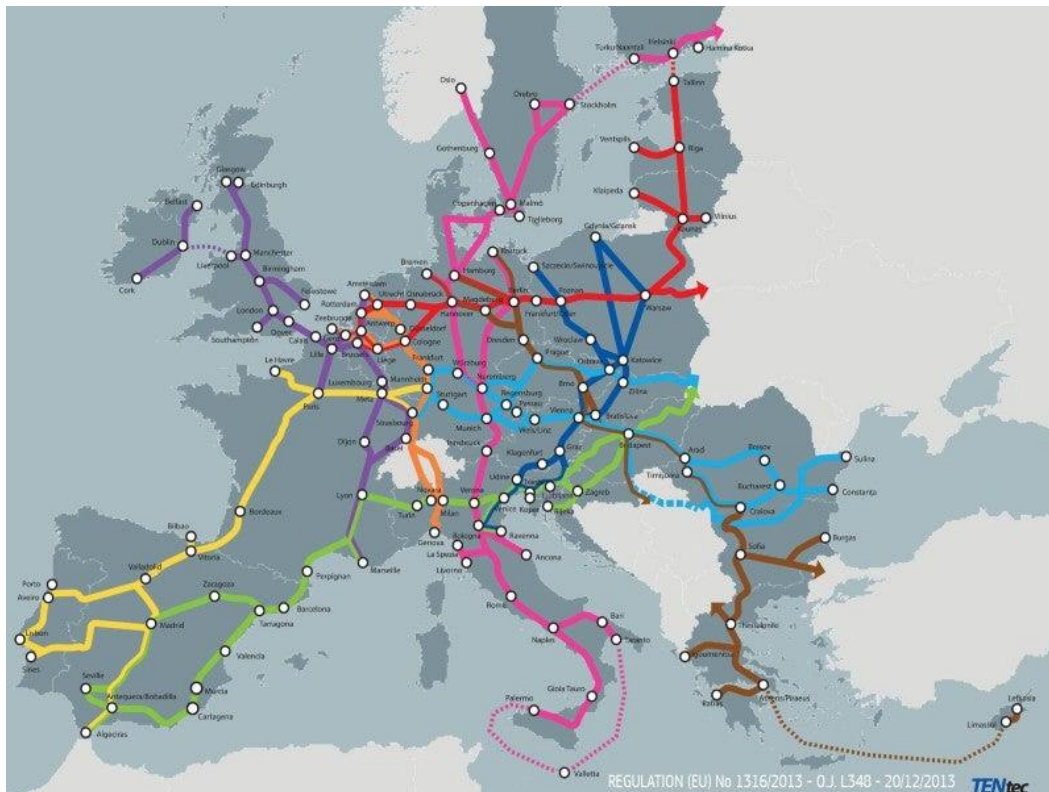 Turku/Naantali
Helsinki
Hamina Kotka
Oslo
Örebro
Stockholm
Tallinn
Gothenburg
Ventspils
Riga
Glasgow
Edinburgh
Klaipeda
Belfast
Copenhagen
Malmö
Trelleborg
Vilnius
Kaunas
Dublin
Liverpool
Manchester
Gdynia/Gdansk
Rostock
Szczecin/Swinoujscie
Cork
Birmingham
Bremen
Hamburg
Felixstowe
Amsterdam
Utrecht
Osnabrück
Magdeburg
Berlin
Poznan
Warsaw
London
Rotterdam
Hannover
Frankfurt/Oder
Southampton
Calais
Zeebrugge
Antwerp
Düsseldorf
Cologne
Dresden
Wroclaw
Lille
Brussels
Liège
Frankfurt
Prague
Ostrava
Katowice
Le Havre
Luxembourg
Mannheim
Würzburg
Nuremberg
Regensburg
Brno
Zilina
Paris
Metz
Stuttgart
Passau
Strasbourg
Munich
Wels/Linz
Vienna
Bratislava
Dijon
Basel
Innsbruck
Klagenfurt
Graz
Budapest
Arad
Brasov
Sulina
Timișoara
Bucharest
Constanta
Lyon
Turin
Novara
Milan
Verona
Udine
Venice
Koper
Ljubljana
Zagreb
Rijeka
Craiova
Bordeaux
Genova
Bologna
Ravenna
Sofia
Burgas
Bilbao
Vitoria
La Spezia
Livorno
Ancona
Marseille
Valladolid
Perpignan
Porto
Aveiro
Zaragoza
Rome
Barcelona
Tarragona
Madrid
Bari
Thessaloniki
Lisbon
Naples
Taranto
Igoumenitsa
Sines
Valencia
Seville
Antequera/Bobadilla
Murcia
Cartagena
Gioia Tauro
Palermo
Patras
Athens/Piraeus
Lefkosia
Limassol
Algeciras
Valletta
REGULATION (EU) No 1316/2013 - O.J. L348 - 20/12/2013
TENtec